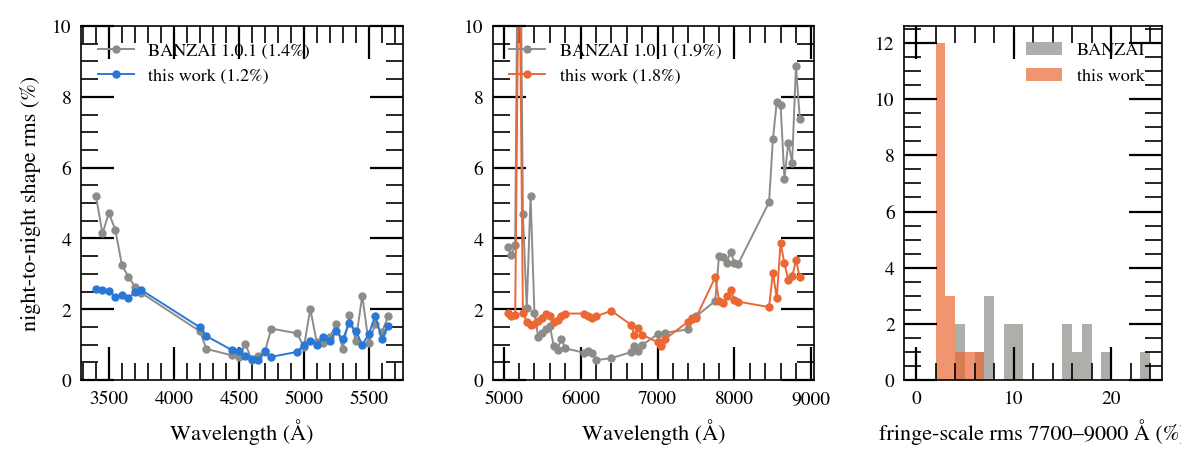 night-to-night shape rms (%)
10
8
6
4
2
0
BANZAI 1.0.1 (1.4%)
this work (1.2%)
3500 4000 4500 5000 5500
Wavelength (Å)
10
8
6
4
2
0
BANZAI 1.0.1 (1.9%)
this work (1.8%)
5000 6000 7000 8000 9000
Wavelength (Å)
12
10
8
6
4
2
0
BANZAI
this work
0 10 20
fringe-scale rms 7700–9000 Å (%